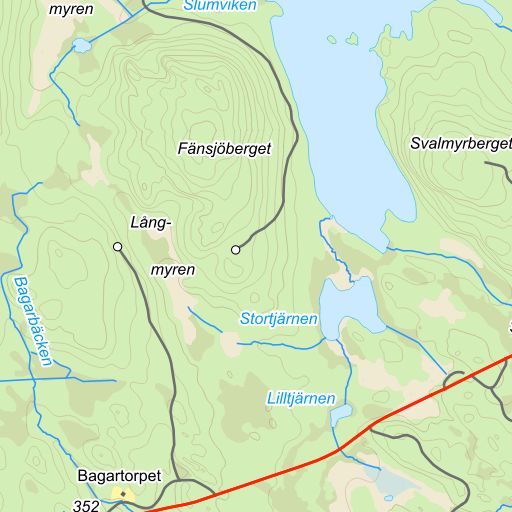 Slumviken
myren
Fänsjöberget
Svalmyrberget
Lång-
myren
Bagarbäcken
Stortjärnen
Lilltjärnen
Bagartorpet
352